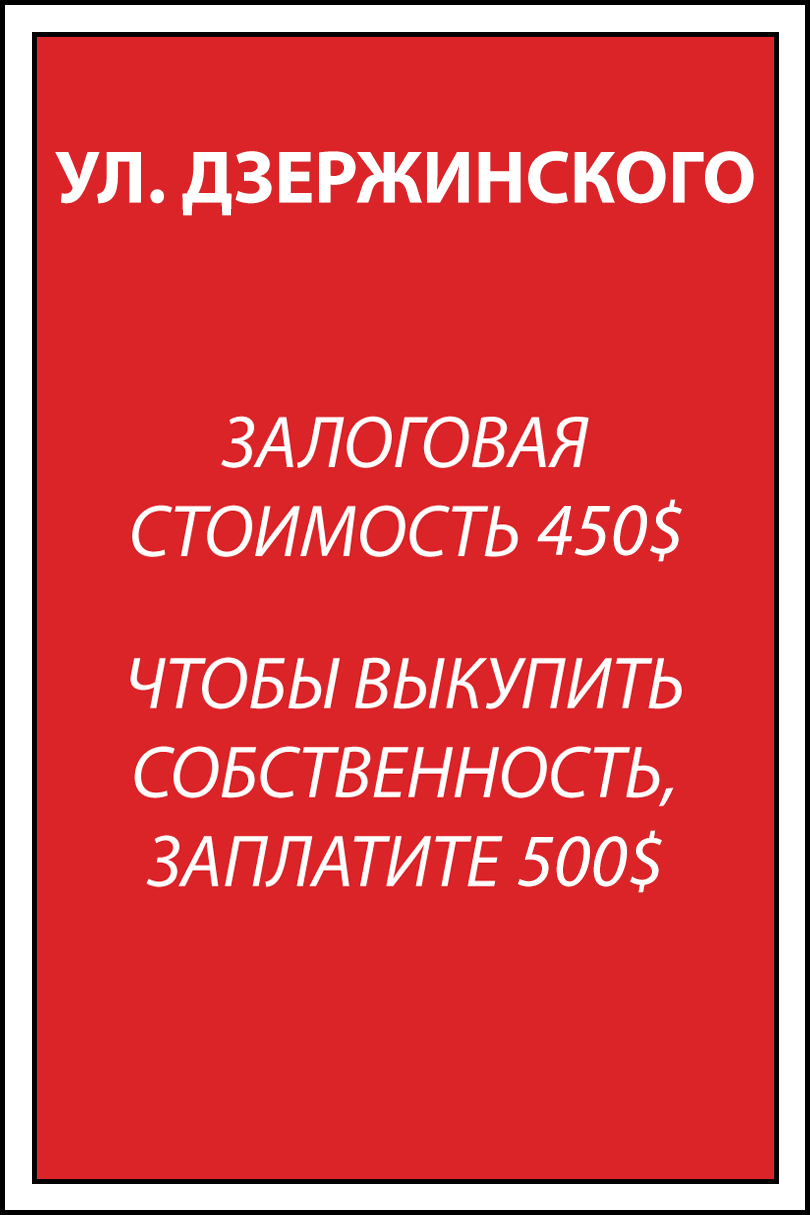 УЛ. ДЗЕРЖИНСКОГО
ЗАЛОГОВАЯ
СТОИМОСТЬ 450$
ЧТОБЫ ВЫКУПИТЬ
СОБСТВЕННОСТЬ,
ЗАПЛАТИТЕ 500$